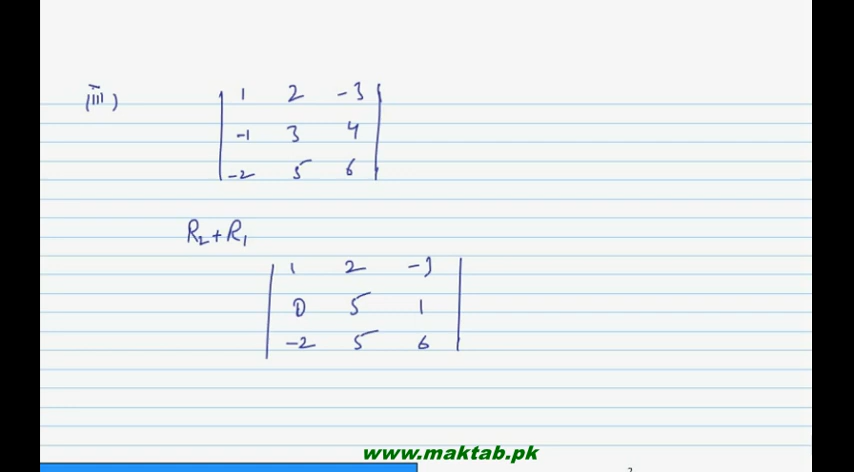 (iii)
1 2 -3
-1 3 4
-2 5 6
R2+R1
1 2 -3
0 5 1
-2 5 6
www.maktab.pk